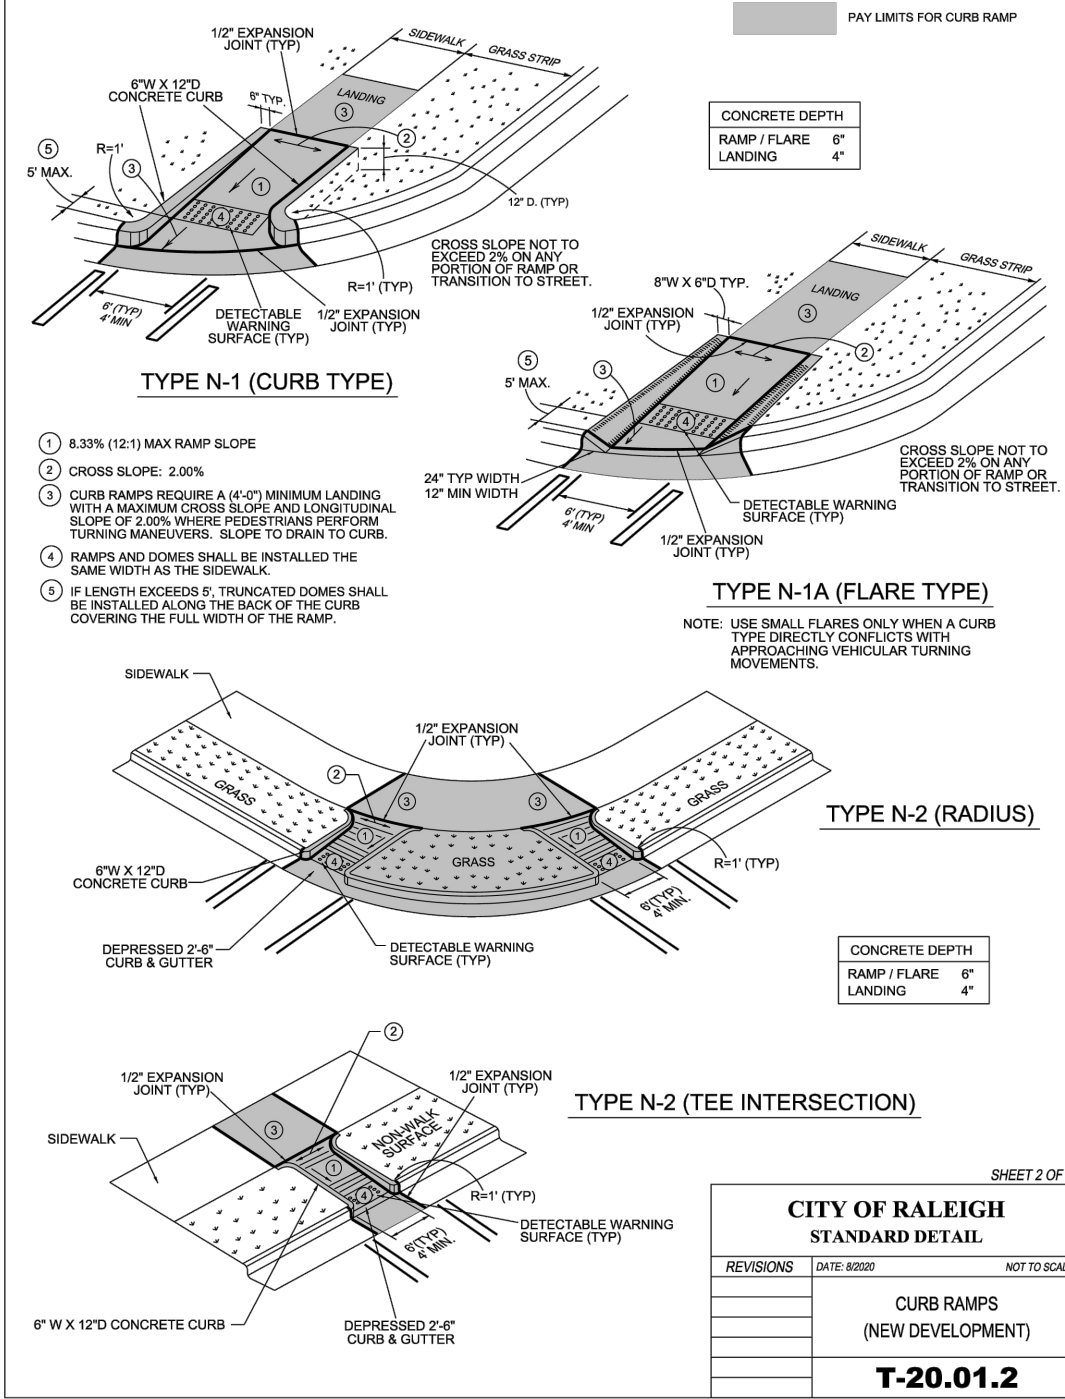 PAY LIMITS FOR CURB RAMP
1/2" EXPANSION
JOINT (TYP)
SIDEWALK
GRASS STRIP
6"W X 12"D
CONCRETE CURB
6" TYP.
LANDING
3
2
5
5' MAX.
R=1'
3
1
4
12" D. (TYP)
R=1' (TYP)
6' (TYP)
4' MIN
DETECTABLE
WARNING
SURFACE (TYP)
1/2" EXPANSION
JOINT (TYP)
CROSS SLOPE NOT TO
EXCEED 2% ON ANY
PORTION OF RAMP OR
TRANSITION TO STREET.
TYPE N-1 (CURB TYPE)
CONCRETE DEPTH
RAMP / FLARE 6"
LANDING 4"
SIDEWALK
GRASS STRIP
8"W X 6"D TYP.
LANDING
3
1/2" EXPANSION
JOINT (TYP)
2
5
5' MAX.
3
1
4
24" TYP WIDTH
12" MIN WIDTH
6' (TYP)
4' MIN
DETECTABLE WARNING
SURFACE (TYP)
1/2" EXPANSION
JOINT (TYP)
CROSS SLOPE NOT TO
EXCEED 2% ON ANY
PORTION OF RAMP OR
TRANSITION TO STREET.
TYPE N-1A (FLARE TYPE)
NOTE: USE SMALL FLARES ONLY WHEN A CURB
TYPE DIRECTLY CONFLICTS WITH
APPROACHING VEHICULAR TURNING
MOVEMENTS.
1 8.33% (12:1) MAX RAMP SLOPE
2 CROSS SLOPE: 2.00%
3 CURB RAMPS REQUIRE A (4'-0") MINIMUM LANDING
WITH A MAXIMUM CROSS SLOPE AND LONGITUDINAL
SLOPE OF 2.00% WHERE PEDESTRIANS PERFORM
TURNING MANEUVERS. SLOPE TO DRAIN TO CURB.
4 RAMPS AND DOMES SHALL BE INSTALLED THE
SAME WIDTH AS THE SIDEWALK.
5 IF LENGTH EXCEEDS 5', TRUNCATED DOMES SHALL
BE INSTALLED ALONG THE BACK OF THE CURB
COVERING THE FULL WIDTH OF THE RAMP.
SIDEWALK
1/2" EXPANSION
JOINT (TYP)
2
3
3
GRASS
GRASS
1
1
4
GRASS
4
6"W X 12"D
CONCRETE CURB
R=1' (TYP)
6'(TYP)
4' MIN.
DEPRESSED 2'-6"
CURB & GUTTER
DETECTABLE WARNING
SURFACE (TYP)
TYPE N-2 (RADIUS)
CONCRETE DEPTH
RAMP / FLARE 6"
LANDING 4"
2
1/2" EXPANSION
JOINT (TYP)
1/2" EXPANSION
JOINT (TYP)
SIDEWALK
3
NON-WALK
SURFACE
1
4
R=1' (TYP)
6'(TYP)
4' MIN.
DETECTABLE WARNING
SURFACE (TYP)
6" W X 12"D CONCRETE CURB
DEPRESSED 2'-6"
CURB & GUTTER
TYPE N-2 (TEE INTERSECTION)
SHEET 2 OF
CITY OF RALEIGH
STANDARD DETAIL
REVISIONS
DATE: 8/2020
NOT TO SCAL
CURB RAMPS
(NEW DEVELOPMENT)
T-20.01.2